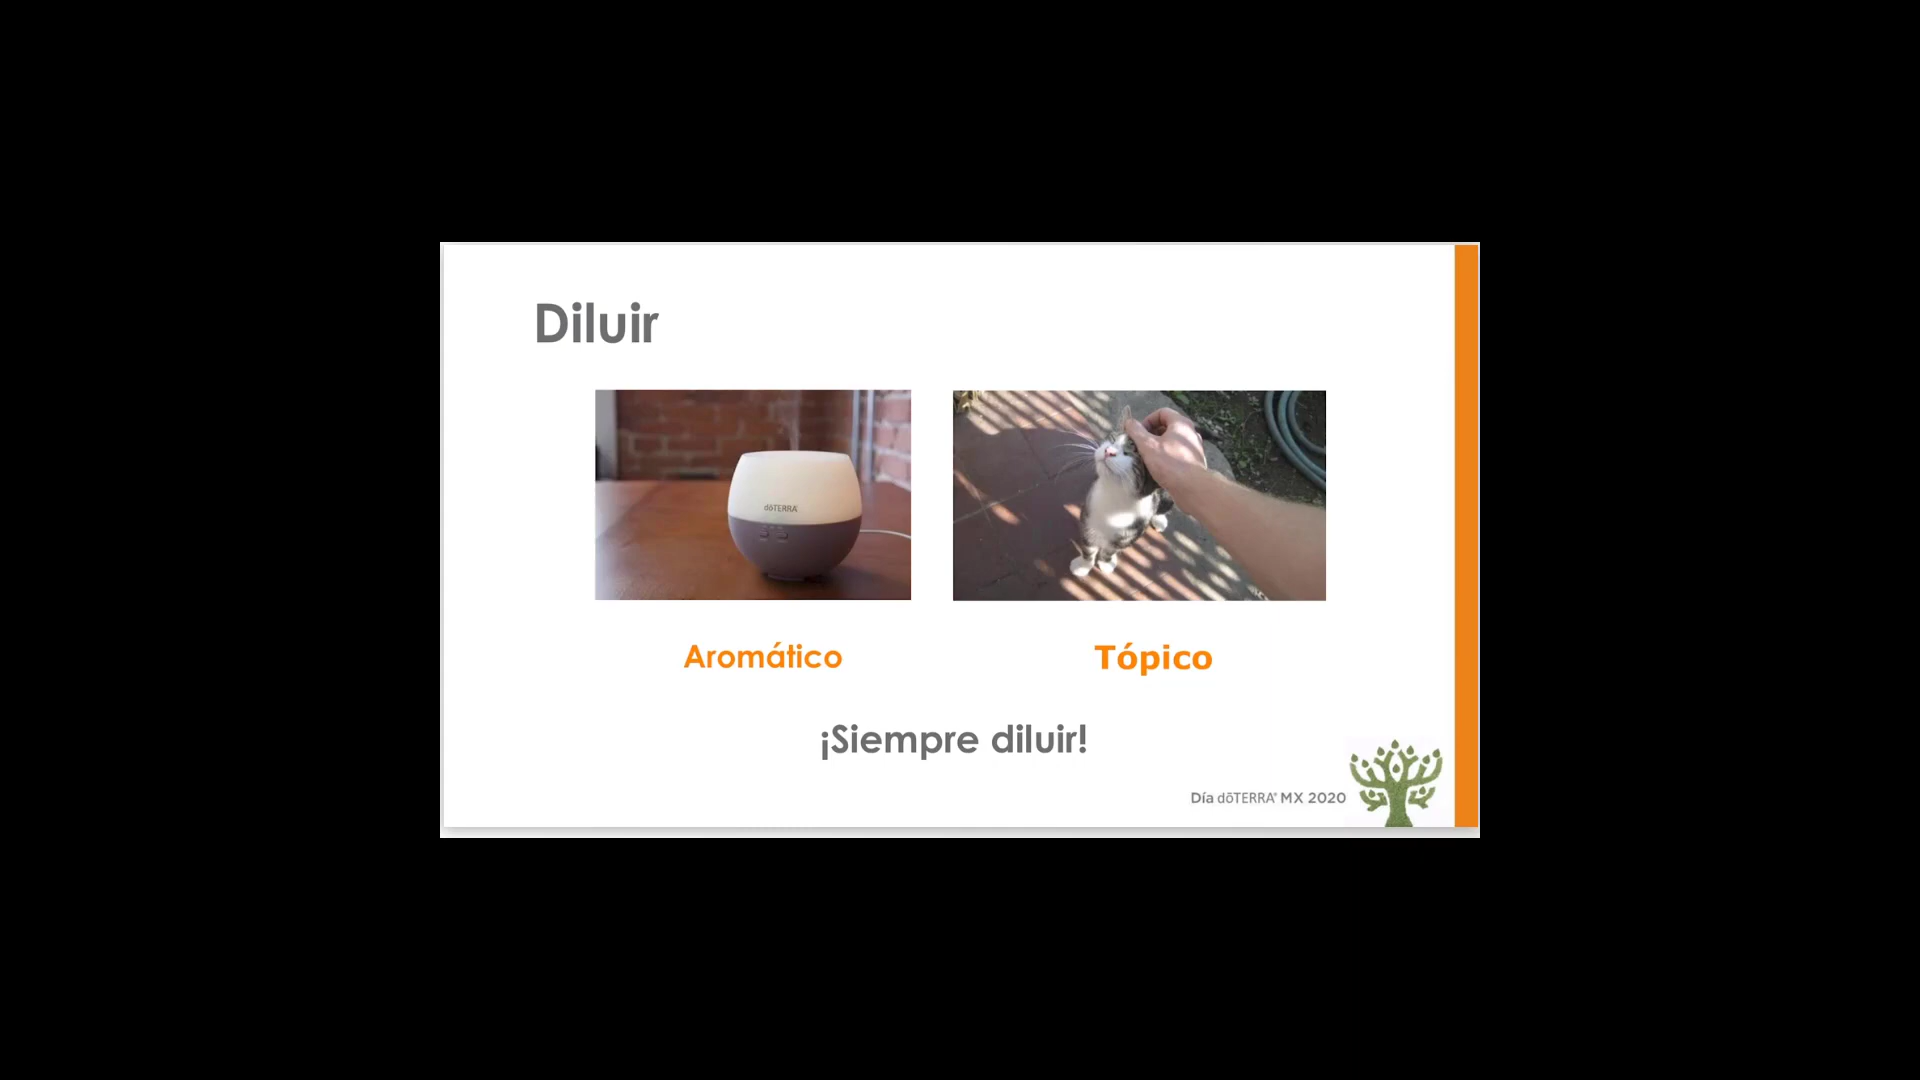 Diluir
dōTERRA
Aromático
Tópico
¡Siempre diluir!
Día dōTERRA® MX 2020